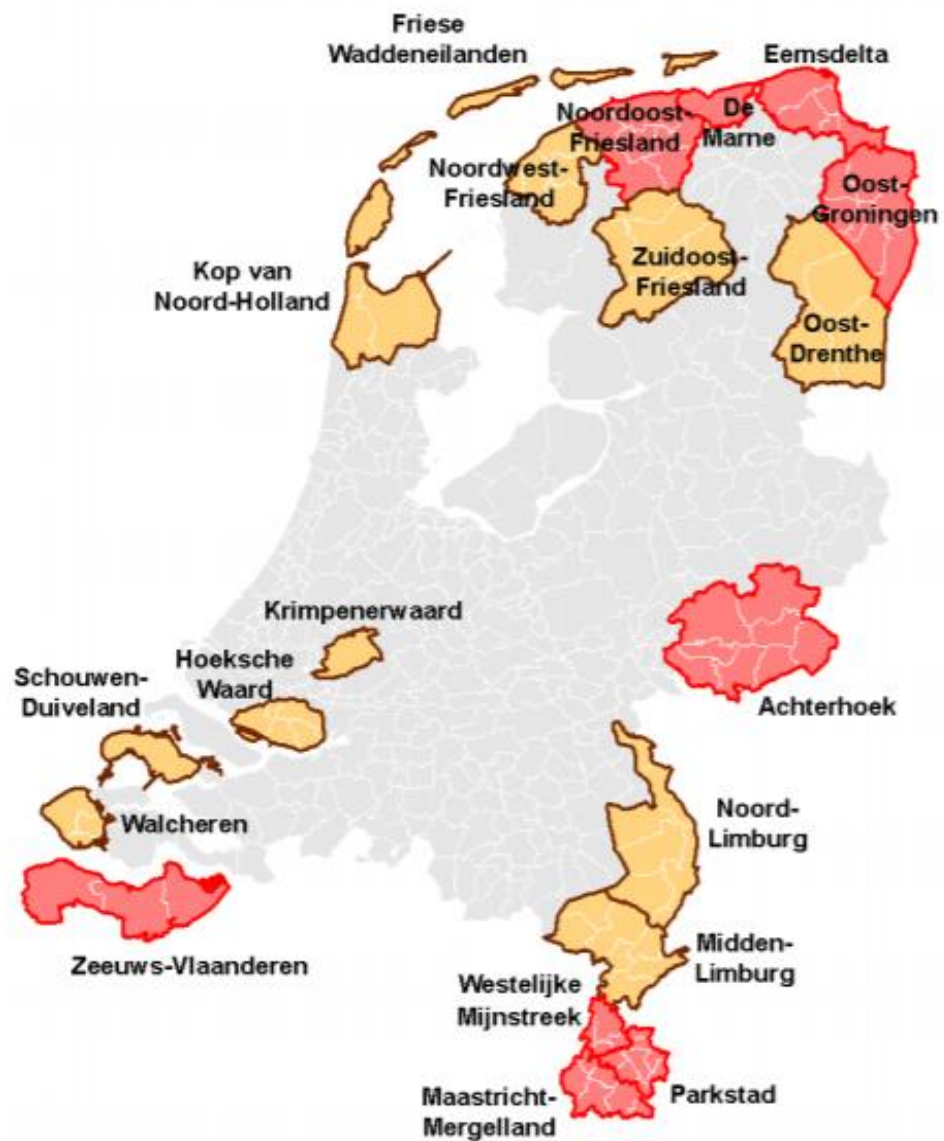 Friese
Waddeneilanden
Eemsdelta
Noordoost-
Friesland
De
Marne
Noordwest-
Friesland
Oost-
Groningen
Kop van
Noord-Holland
Zuidoost-
Friesland
Oost-
Drenthe
Krimpenerwaard
Hoeksche
Waard
Schouwen-
Duiveland
Achterhoek
Walcheren
Noord-
Limburg
Zeeuws-Vlaanderen
Midden-
Limburg
Westelijke
Mijnstreek
Maastricht-
Mergelland
Parkstad